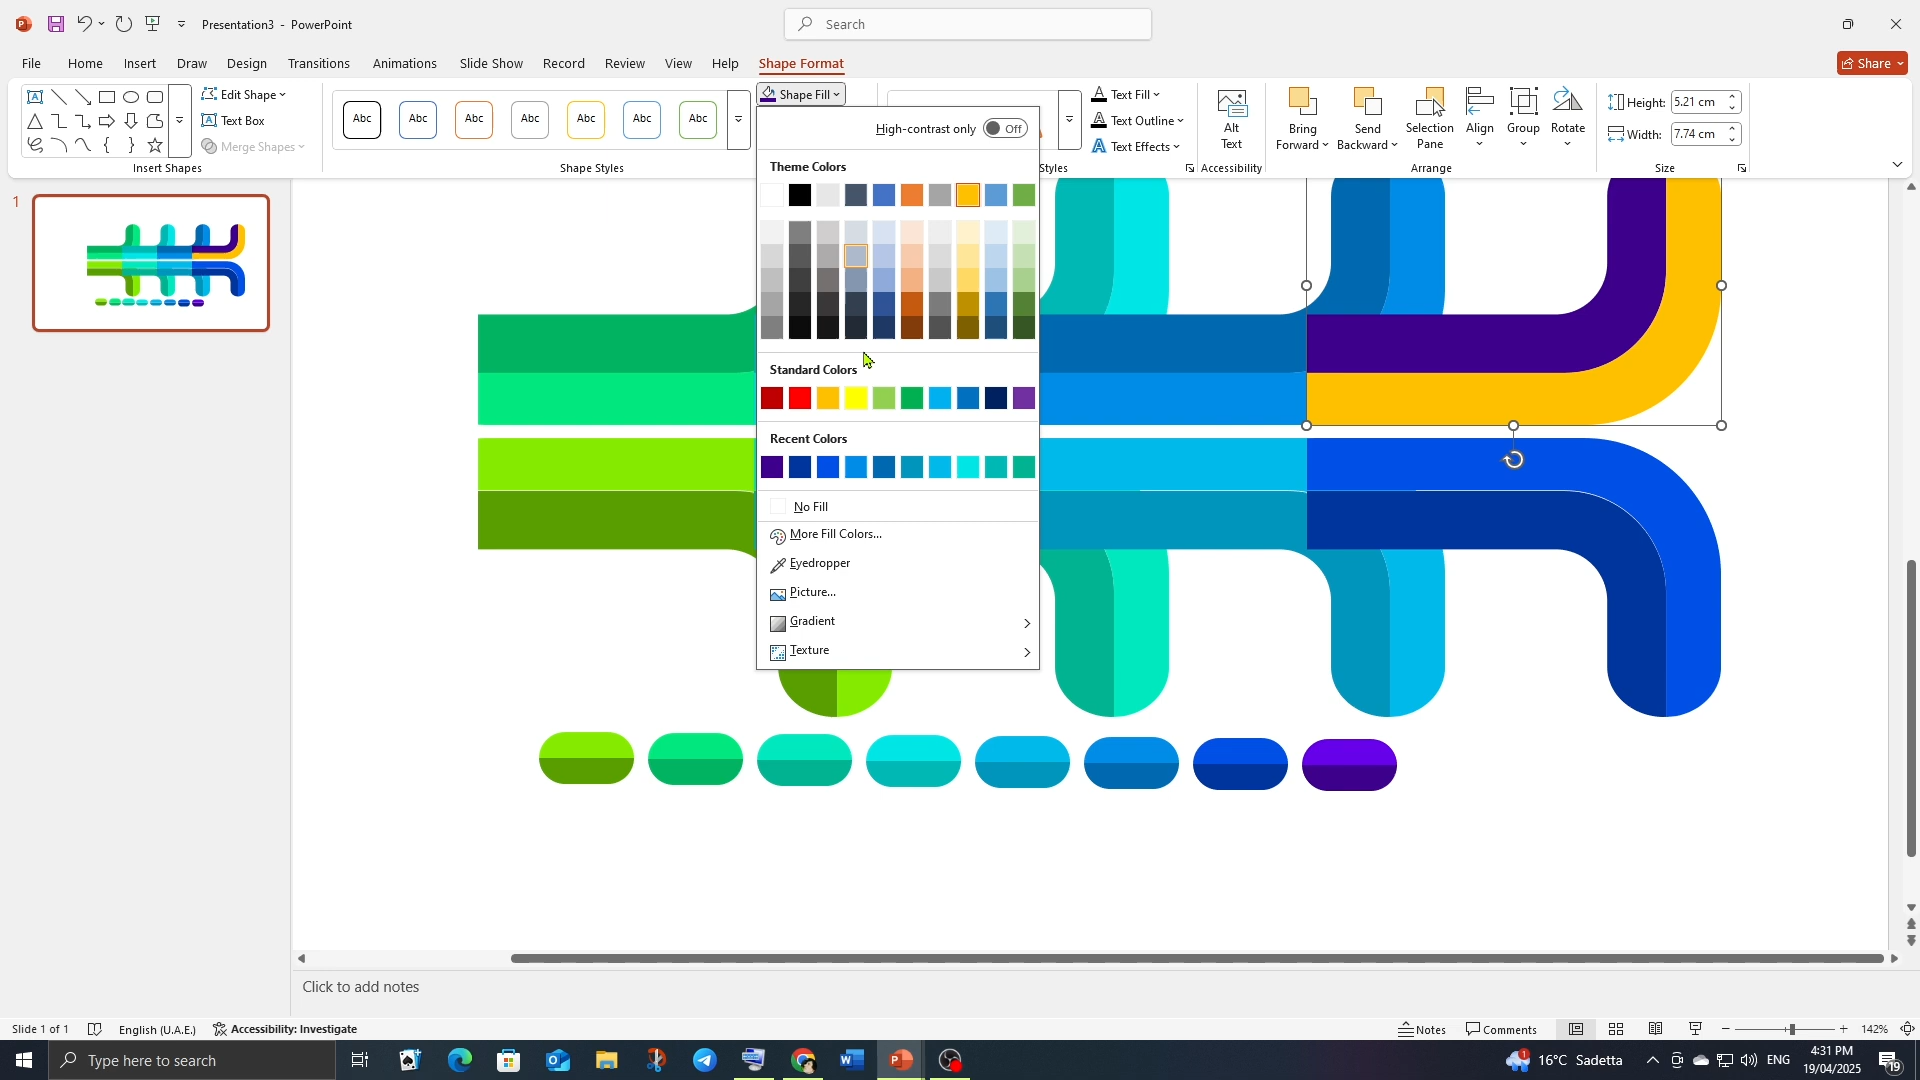 Presentation3 - PowerPoint
Search
File Home Insert Draw Design Transitions Animations Slide Show Record Review View Help Shape Format
Share
Edit Shape
Text Box
Merge Shapes
Insert Shapes
Abc Abc Abc Abc Abc Abc Abc
Shape Styles
Shape Fill
Text Fill
Text Outline
Text Effects
Styles
Alt Text
Accessibility
Bring Forward
Send Backward
Selection Pane
Align
Group
Rotate
Arrange
Height: 5.21 cm
Width: 7.74 cm
Size
High-contrast only Off
Theme Colors
Standard Colors
Recent Colors
No Fill
More Fill Colors...
Eyedropper
Picture...
Gradient
Texture
1
Click to add notes
Slide 1 of 1 English (U.A.E.) Accessibility: Investigate
Notes Comments 142%
Type here to search
1 16°C Sadetta
ENG
4:31 PM
19/04/2025
19